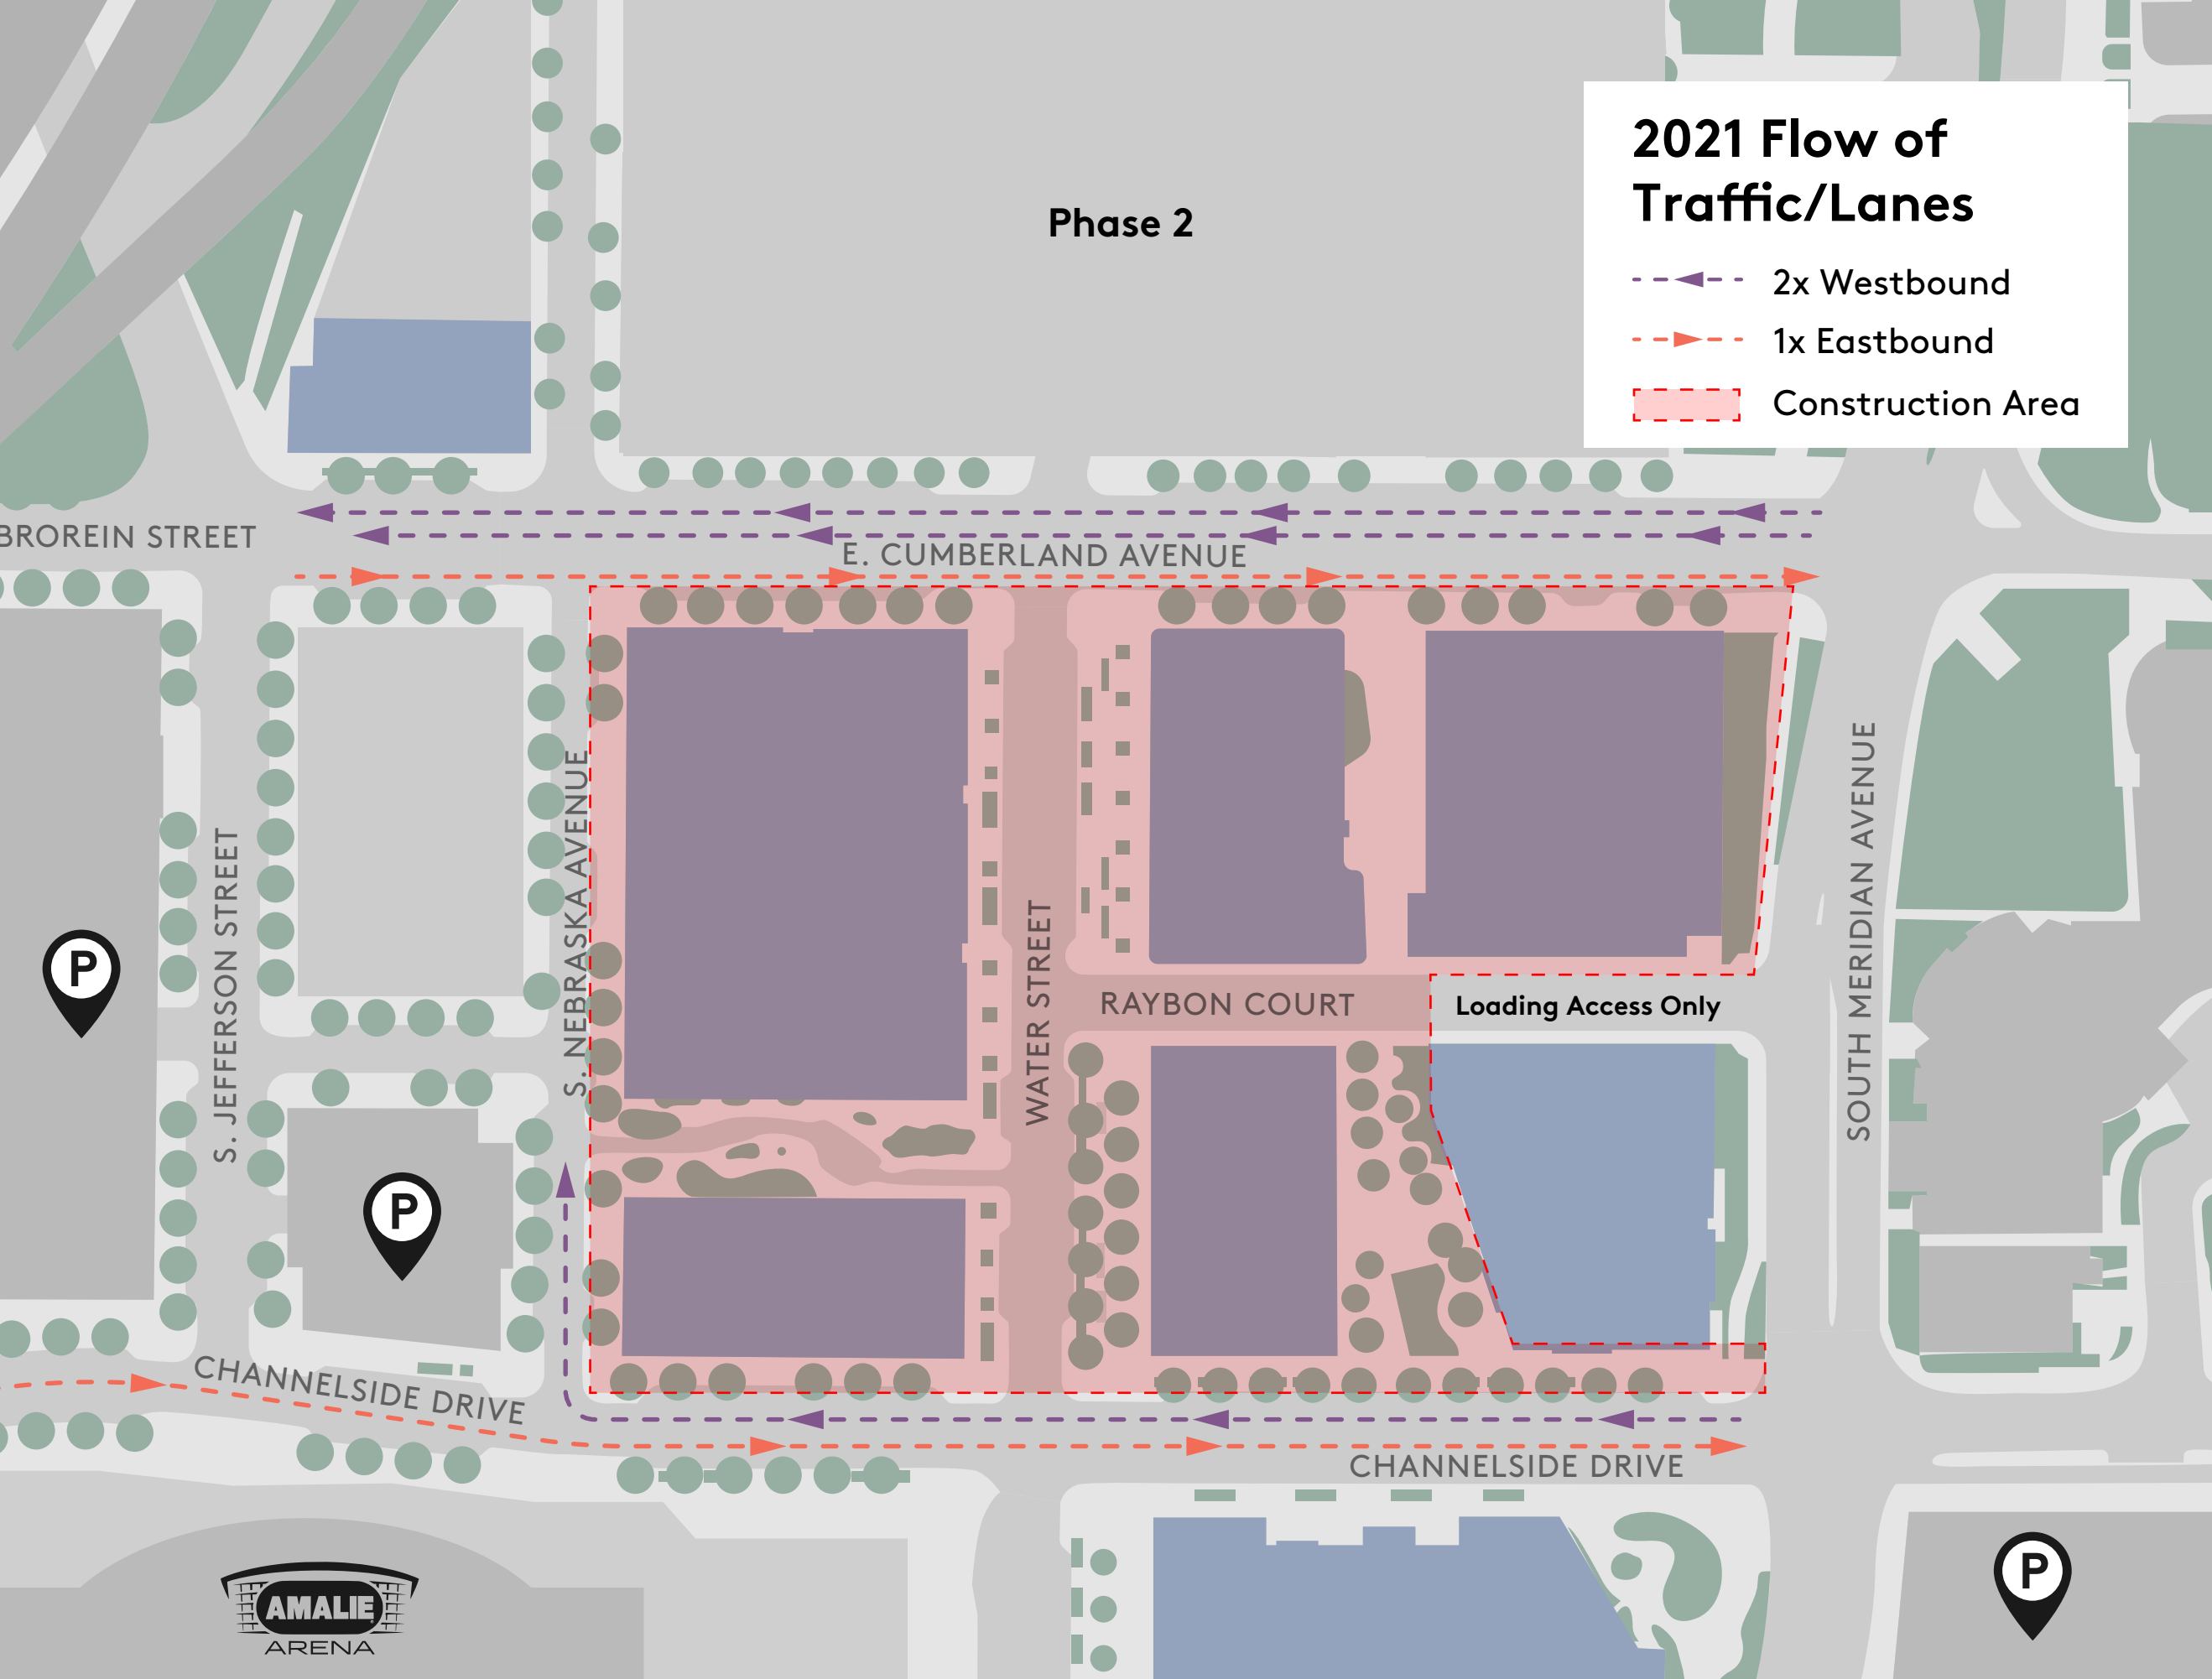 Phase 2
2021 Flow of
Traffic/Lanes
2x Westbound
1x Eastbound
Construction Area
BROREIN STREET
E. CUMBERLAND AVENUE
S. JEFFERSON STREET
S. NEBRASKA AVENUE
WATER STREET
RAYBON COURT
Loading Access Only
SOUTH MERIDIAN AVENUE
P
P
CHANNELSIDE DRIVE
CHANNELSIDE DRIVE
P
AMALIE
ARENA